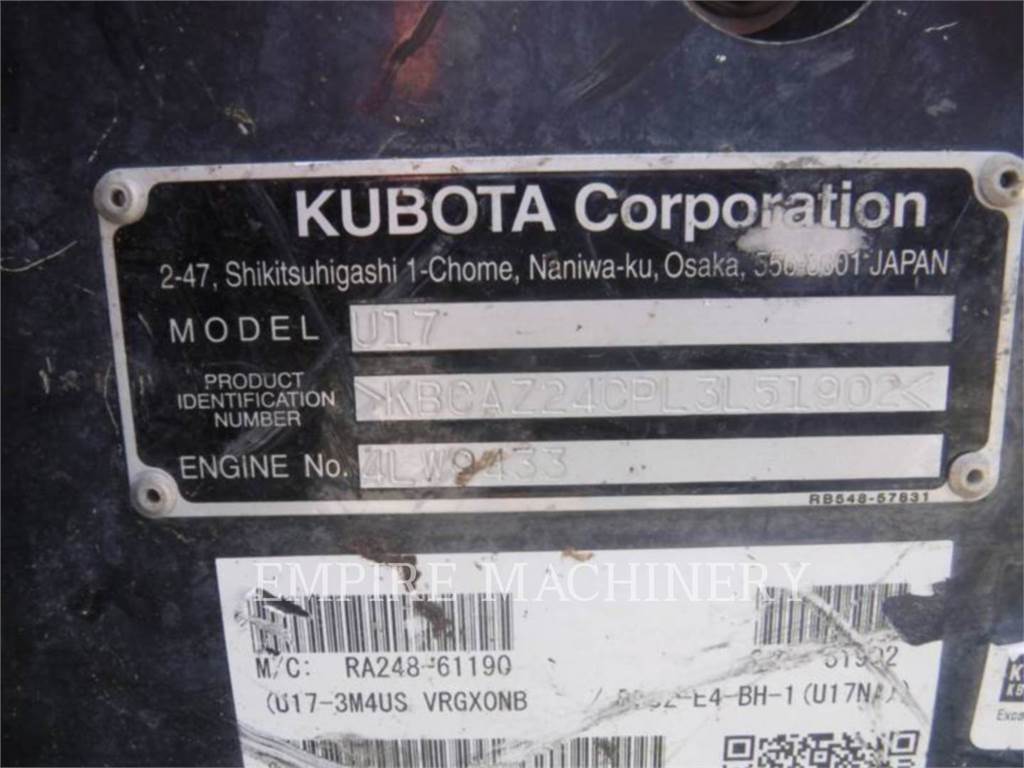 KUBOTA Corporation
2-47, Shikitsuhigashi 1-Chome, Naniwa-ku, Osaka, JAPAN
MODEL U17
PRODUCT IDENTIFICATION NUMBER >KBCAZ24CPL3L51902<
ENGINE No. 4LW9433
RB548-57831
EMPIRE MACHINERY
M/C: RA248-61190
(U17-3M4US VRGXONB